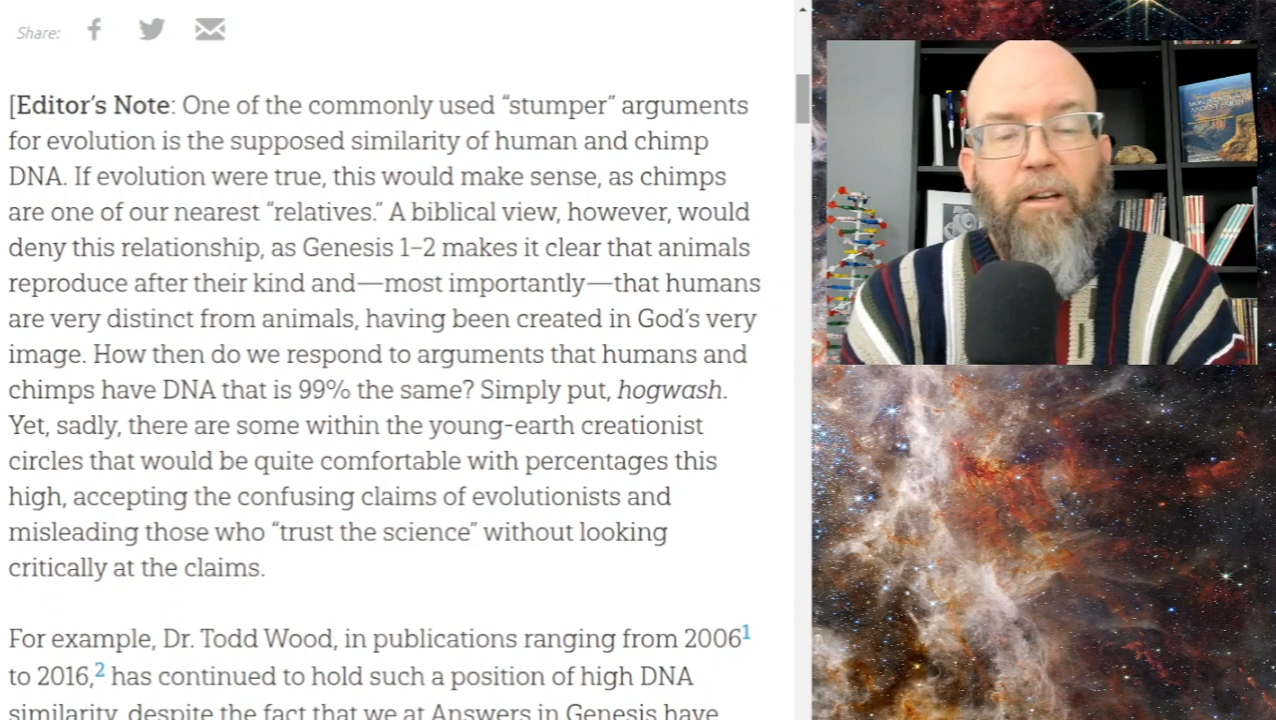 Share:
[Editor's Note: One of the commonly used “stumper” arguments
for evolution is the supposed similarity of human and chimp
DNA. If evolution were true, this would make sense, as chimps
are one of our nearest “relatives.” A biblical view, however, would
deny this relationship, as Genesis 1–2 makes it clear that animals
reproduce after their kind and—most importantly—that humans
are very distinct from animals, having been created in God’s very
image. How then do we respond to arguments that humans and
chimps have DNA that is 99% the same? Simply put, hogwash.
Yet, sadly, there are some within the young-earth creationist
circles that would be quite comfortable with percentages this
high, accepting the confusing claims of evolutionists and
misleading those who “trust the science” without looking
critically at the claims.
For example, Dr. Todd Wood, in publications ranging from 2006¹
to 2016,² has continued to hold such a position of high DNA
similarity, despite the fact that we at Answers in Genesis have